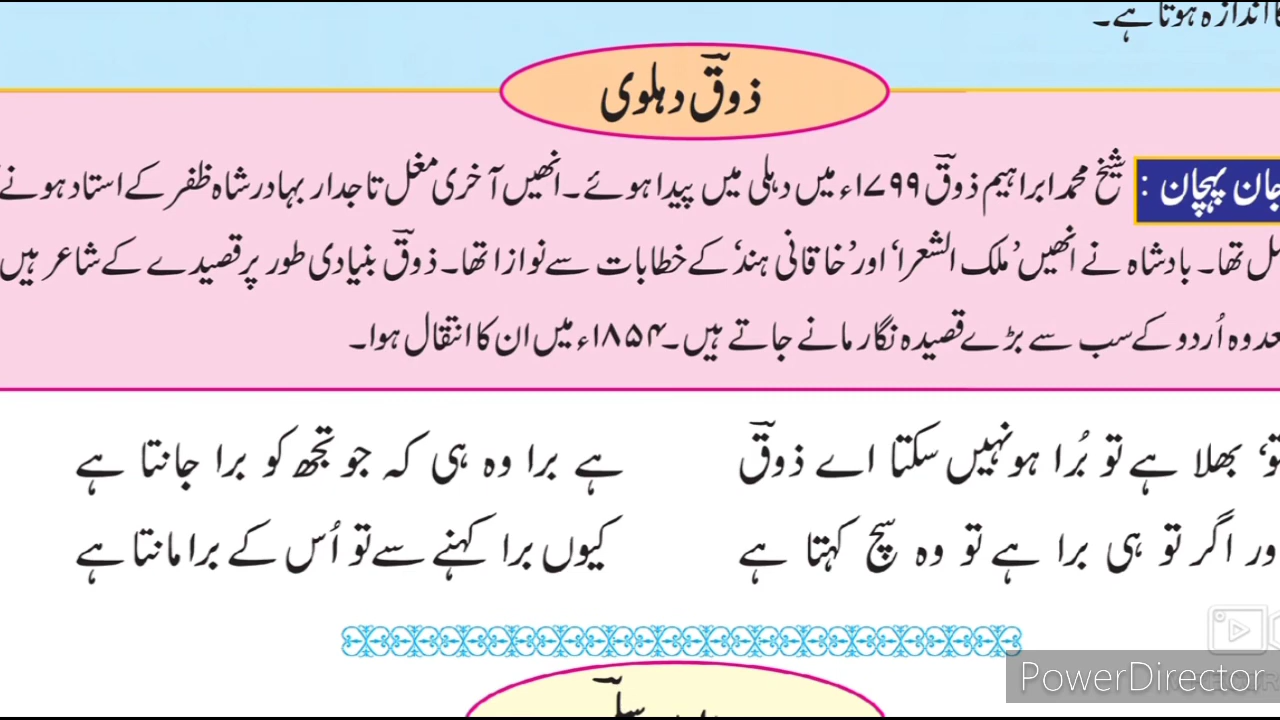 اندازہ ہوتا ہے۔
ذوقؔ دہلوی
جان پہچان : شیخ محمد ابراہیم ذوقؔ ۱۷۹۹ء میں دہلی میں پیدا ہوئے۔ انھیں آخری مغل تاجدار بہادر شاہ ظفر کے استاد ہونے
تھا۔ بادشاہ نے انھیں ’ملک الشعرا‘ اور ’خاقانی ہند‘ کے خطابات سے نوازا تھا۔ ذوقؔ بنیادی طور پر قصیدے کے شاعر ہیں
وہ اُردو کے سب سے بڑے قصیدہ نگار مانے جاتے ہیں۔ ۱۸۵۴ء میں ان کا انتقال ہوا۔
تو‘ بھلا ہے تو بُرا ہو نہیں سکتا اے ذوقؔ ہے برا وہ ہی کہ جو تجھ کو برا جانتا ہے
اور اگر تو ہی برا ہے تو وہ سچ کہتا ہے کیوں برا کہنے سے تو اُس کے برا مانتا ہے
PowerDirector